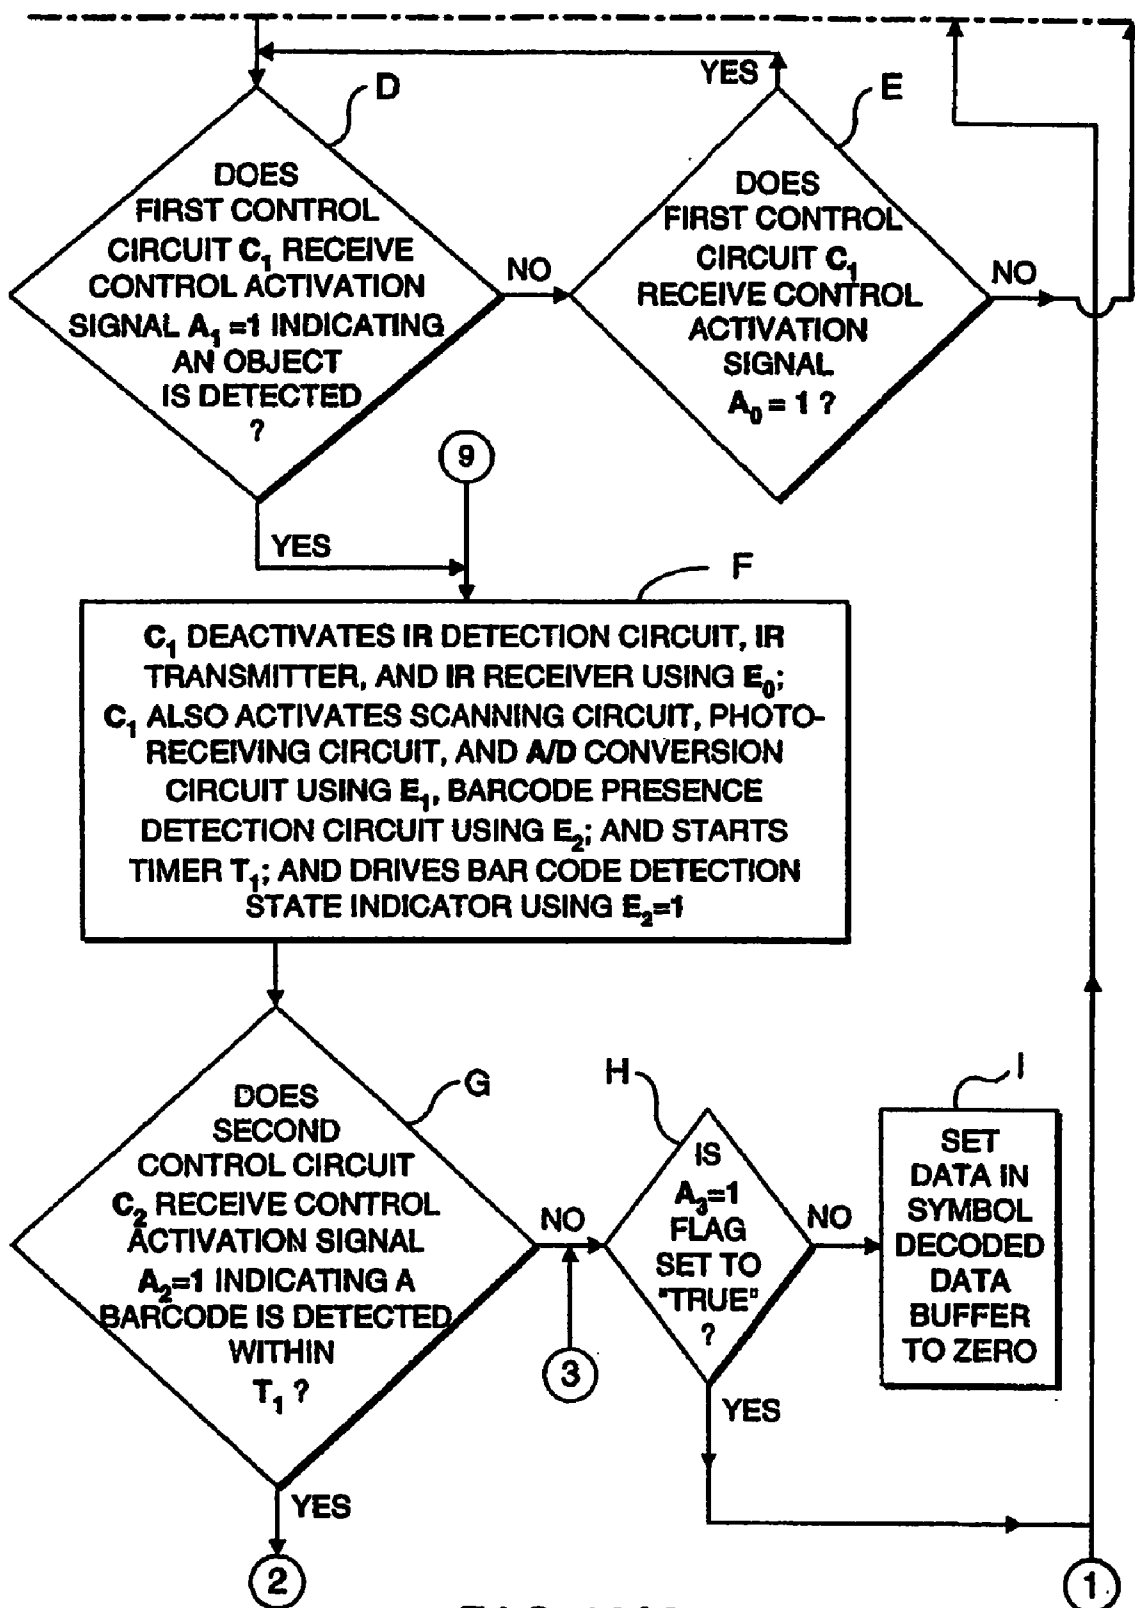 D
DOES
FIRST CONTROL
CIRCUIT C₁ RECEIVE
CONTROL ACTIVATION
SIGNAL A₁ =1 INDICATING
AN OBJECT
IS DETECTED
?
YES
NO
E
DOES
FIRST CONTROL
CIRCUIT C₁
RECEIVE CONTROL
ACTIVATION
SIGNAL
A₀ = 1 ?
YES
NO
9
F
C₁ DEACTIVATES IR DETECTION CIRCUIT, IR
TRANSMITTER, AND IR RECEIVER USING E₀;
C₁ ALSO ACTIVATES SCANNING CIRCUIT, PHOTO-
RECEIVING CIRCUIT, AND A/D CONVERSION
CIRCUIT USING E₁, BARCODE PRESENCE
DETECTION CIRCUIT USING E₂; AND STARTS
TIMER T₁; AND DRIVES BAR CODE DETECTION
STATE INDICATOR USING E₂=1
G
DOES
SECOND
CONTROL CIRCUIT
C₂ RECEIVE CONTROL
ACTIVATION SIGNAL
A₂=1 INDICATING A
BARCODE IS DETECTED
WITHIN
T₁ ?
NO
YES
3
2
H
IS
A₃=1
FLAG
SET TO
"TRUE"
?
NO
YES
I
SET
DATA IN
SYMBOL
DECODED
DATA
BUFFER
TO ZERO
1